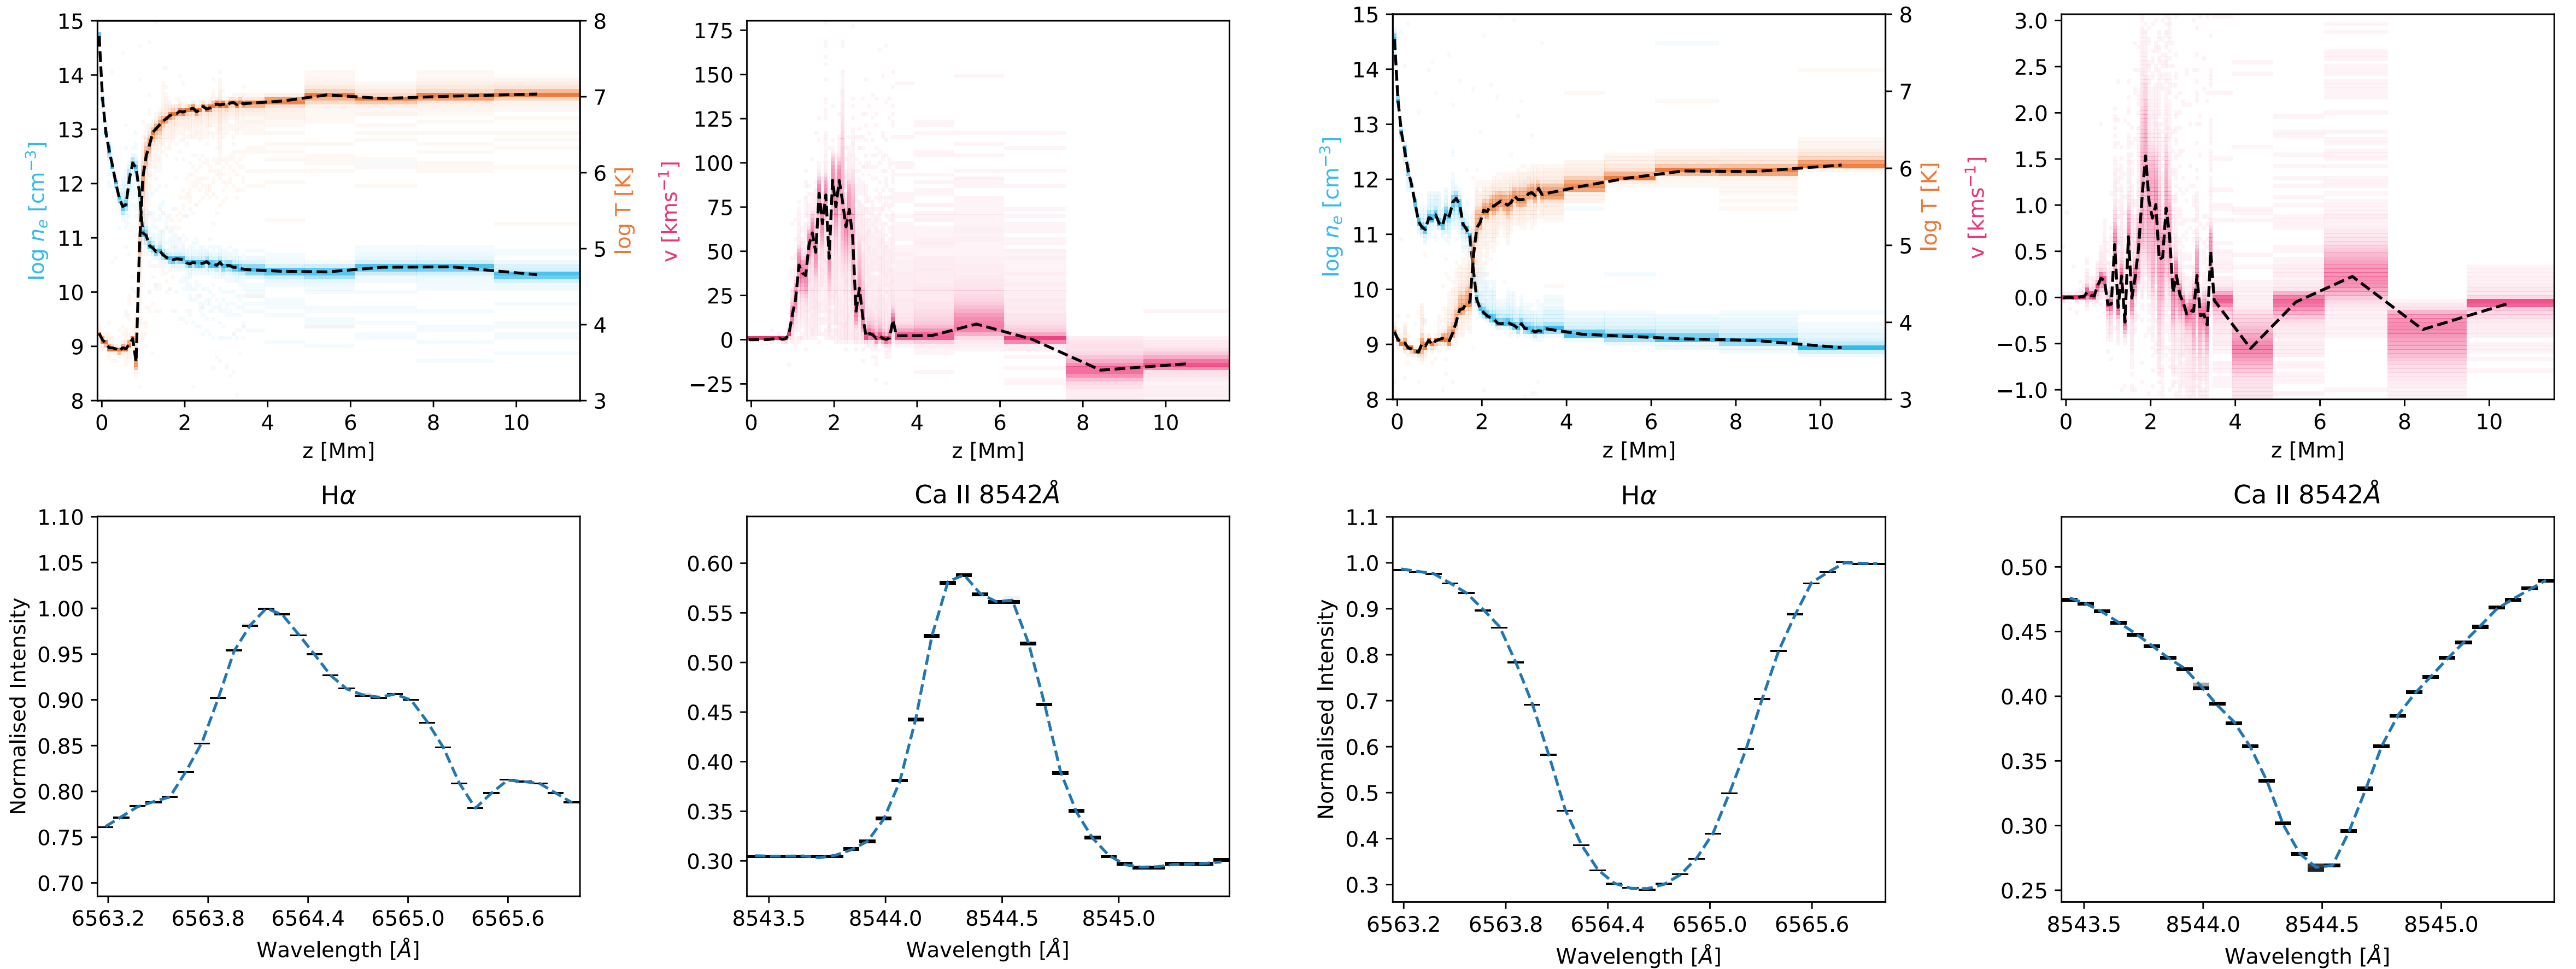 15
14
13
12
11
10
9
8
log nₑ [cm⁻³]
8
7
6
5
4
3
log T [K]
0 2 4 6 8 10
z [Mm]
175
150
125
100
75
50
25
0
−25
v [kms⁻¹]
0 2 4 6 8 10
z [Mm]
15
14
13
12
11
10
9
8
log nₑ [cm⁻³]
8
7
6
5
4
3
log T [K]
0 2 4 6 8 10
z [Mm]
3.0
2.5
2.0
1.5
1.0
0.5
0.0
−0.5
−1.0
v [kms⁻¹]
0 2 4 6 8 10
z [Mm]
Hα
1.10
1.05
1.00
0.95
0.90
0.85
0.80
0.75
0.70
Normalised Intensity
6563.2 6563.8 6564.4 6565.0 6565.6
Wavelength [Å]
Ca II 8542Å
0.60
0.55
0.50
0.45
0.40
0.35
0.30
8543.5 8544.0 8544.5 8545.0
Wavelength [Å]
Hα
1.1
1.0
0.9
0.8
0.7
0.6
0.5
0.4
0.3
Normalised Intensity
6563.2 6563.8 6564.4 6565.0 6565.6
Wavelength [Å]
Ca II 8542Å
0.50
0.45
0.40
0.35
0.30
0.25
8543.5 8544.0 8544.5 8545.0
Wavelength [Å]